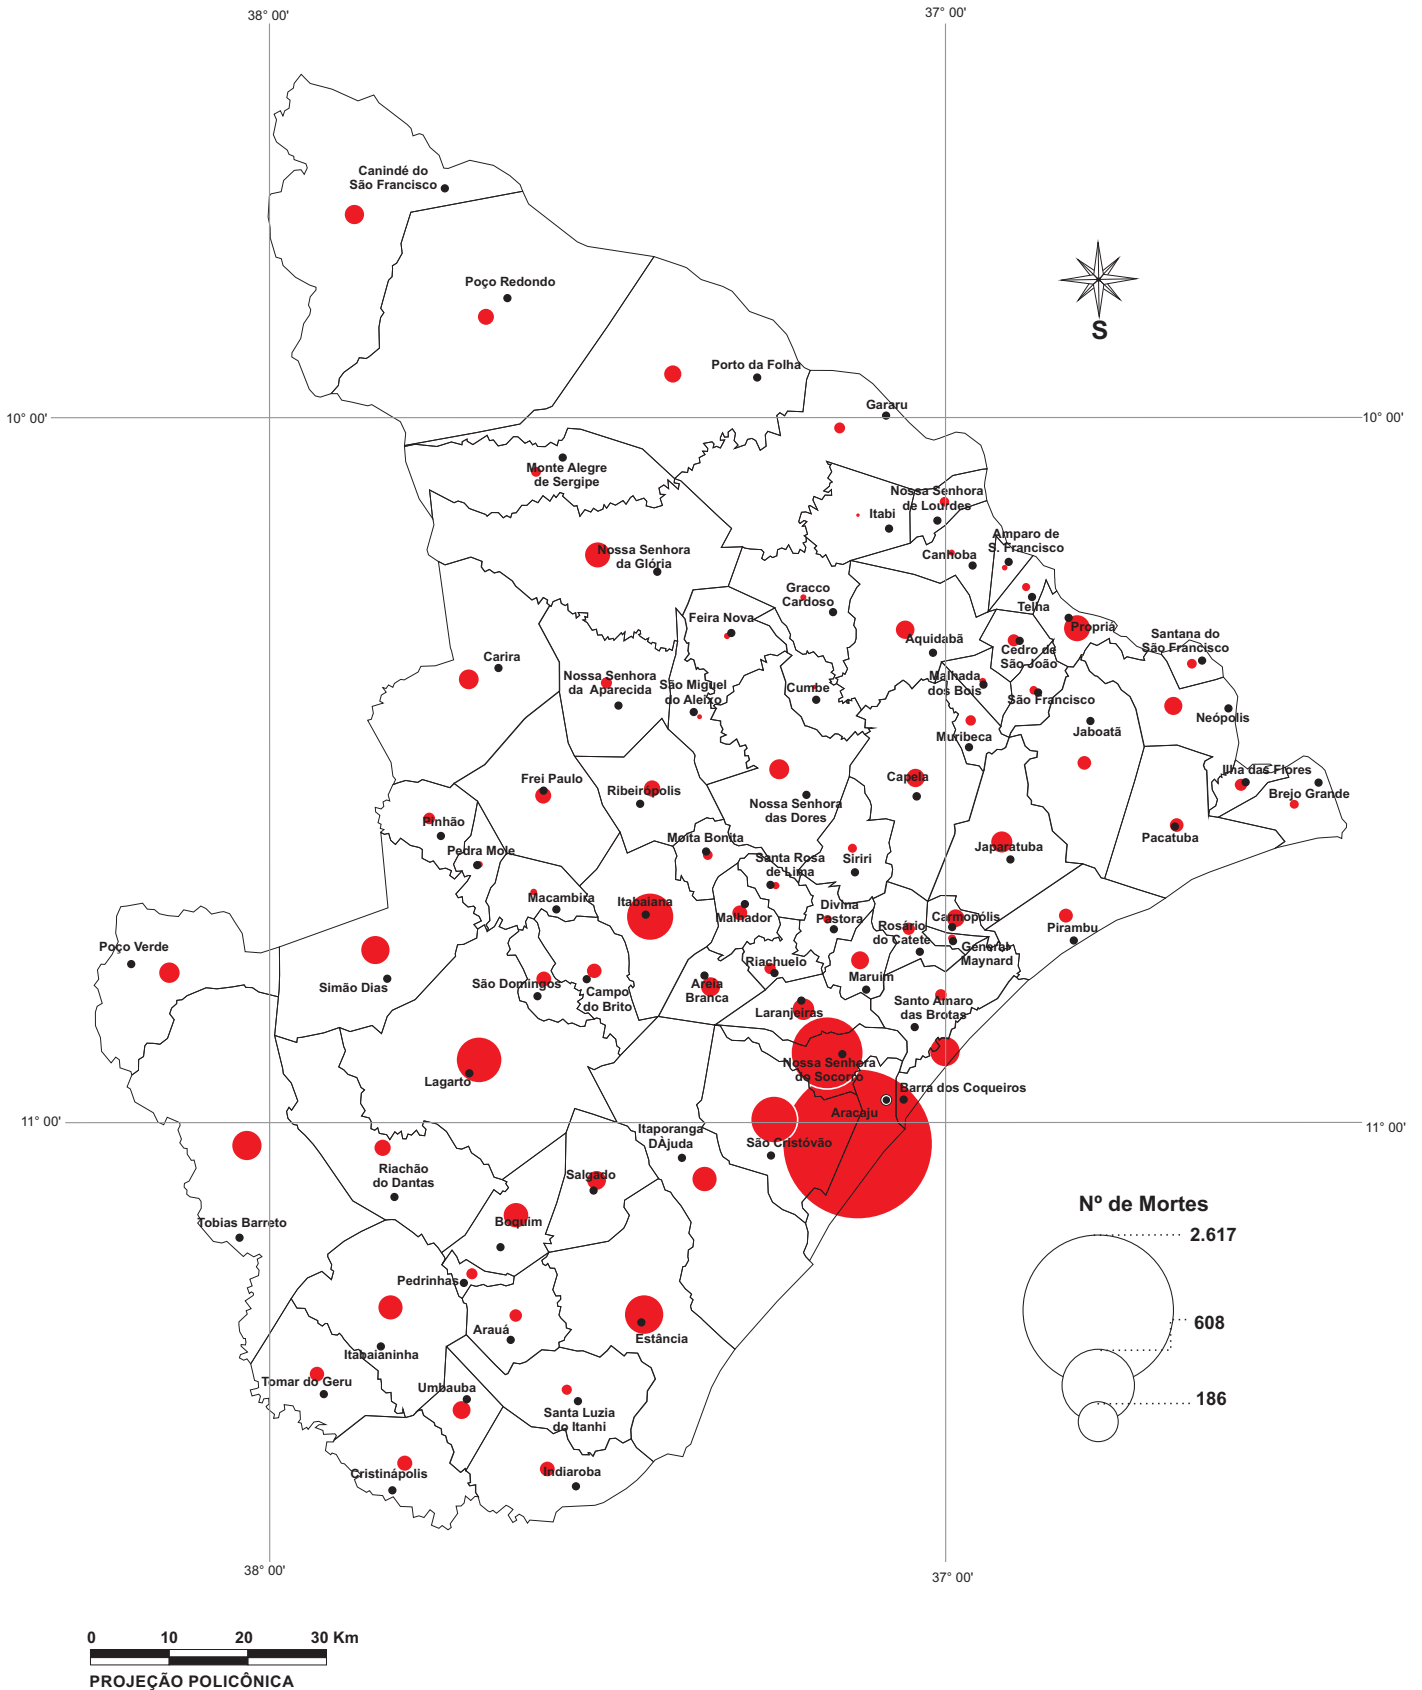 38° 00'
37° 00'
Canindé do
São Francisco
Poço Redondo
S
Porto da Folha
10° 00'
Gararu
10° 00'
Monte Alegre
de Sergipe
Nossa Senhora
de Lourdes
Itabi
Amparo de
S. Francisco
Canhoba
Nossa Senhora
da Glória
Gracco
Cardoso
Telha
Feira Nova
Propriá
Santana do
São Francisco
Aquidabã
Cedro de
São João
Carira
Nossa Senhora
da Aparecida
São Miguel
do Aleixo
Cumbe
Malhada
dos Bois
São Francisco
Neópolis
Jaboatã
Muribeca
Frei Paulo
Ribeirópolis
Capela
Ilha das Flores
Brejo Grande
Nossa Senhora
das Dores
Pinhão
Moita Bonita
Pacatuba
Pedra Mole
Santa Rosa
de Lima
Siriri
Japaratuba
Macambira
Itabaiana
Malhador
Divina
Pastora
Rosário
do Catete
Carmopólis
Pirambu
General
Maynard
Poço Verde
Simão Dias
São Domingos
Campo
do Brito
Areia
Branca
Riachuelo
Maruim
Laranjeiras
Santo Amaro
das Brotas
Nossa Senhora
do Socorro
Lagarto
Barra dos Coqueiros
Aracaju
11° 00'
11° 00'
Itaporanga
DÀjuda
São Cristóvão
Riachão
do Dantas
Salgado
Nº de Mortes
Tobias Barreto
Boquim
2.617
Pedrinhas
Arauá
Estância
608
Itabaianinha
Tomar do Geru
Umbauba
186
Santa Luzia
do Itanhi
Cristinápolis
Indiaroba
38° 00'
37° 00'
0 10 20 30 Km
PROJEÇÃO POLICÔNICA